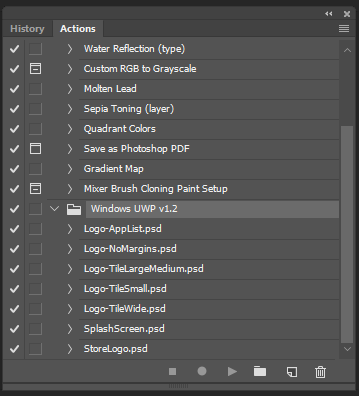 History Actions
Water Reflection (type)
Custom RGB to Grayscale
Molten Lead
Sepia Toning (layer)
Quadrant Colors
Save as Photoshop PDF
Gradient Map
Mixer Brush Cloning Paint Setup
Windows UWP v1.2
Logo-AppList.psd
Logo-NoMargins.psd
Logo-TileLargeMedium.psd
Logo-TileSmall.psd
Logo-TileWide.psd
SplashScreen.psd
StoreLogo.psd